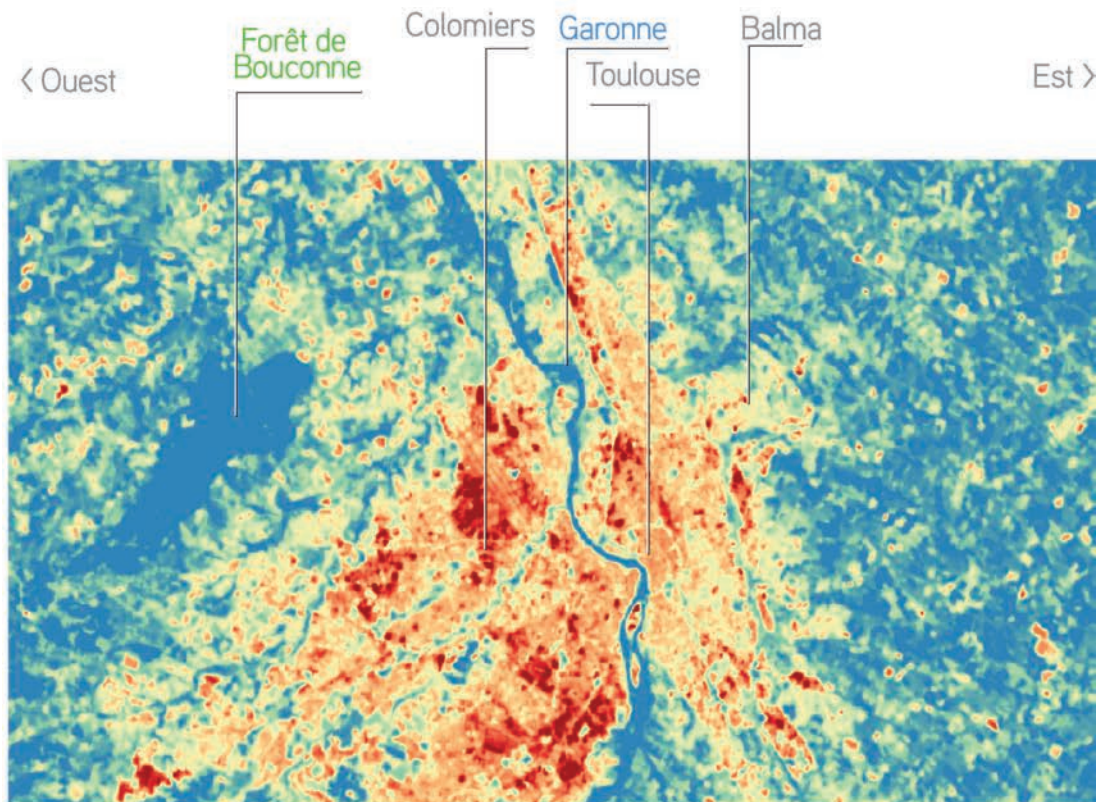 Forêt de
Bouconne
Colomiers
Garonne
Toulouse
Balma
< Ouest
Est >